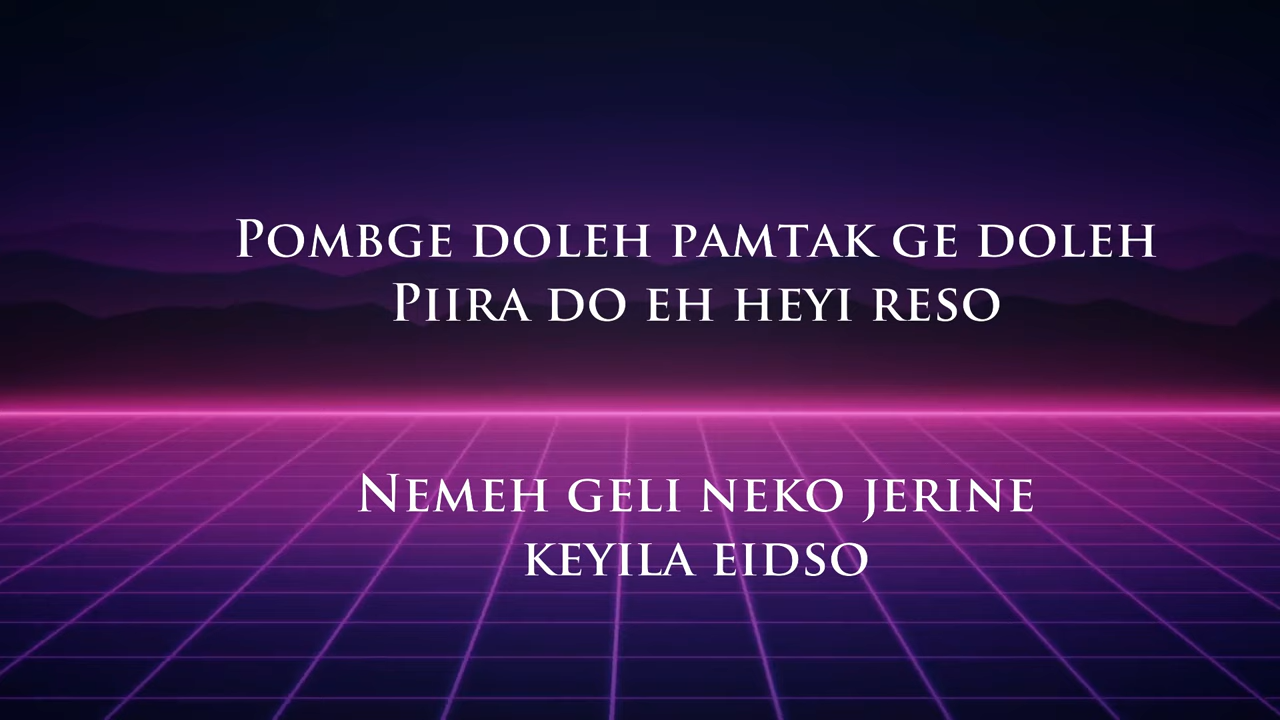 Pombge doleh pamtak ge doleh
Piira do eh heyi reso
Nemeh geli neko jerine
keyila eidso